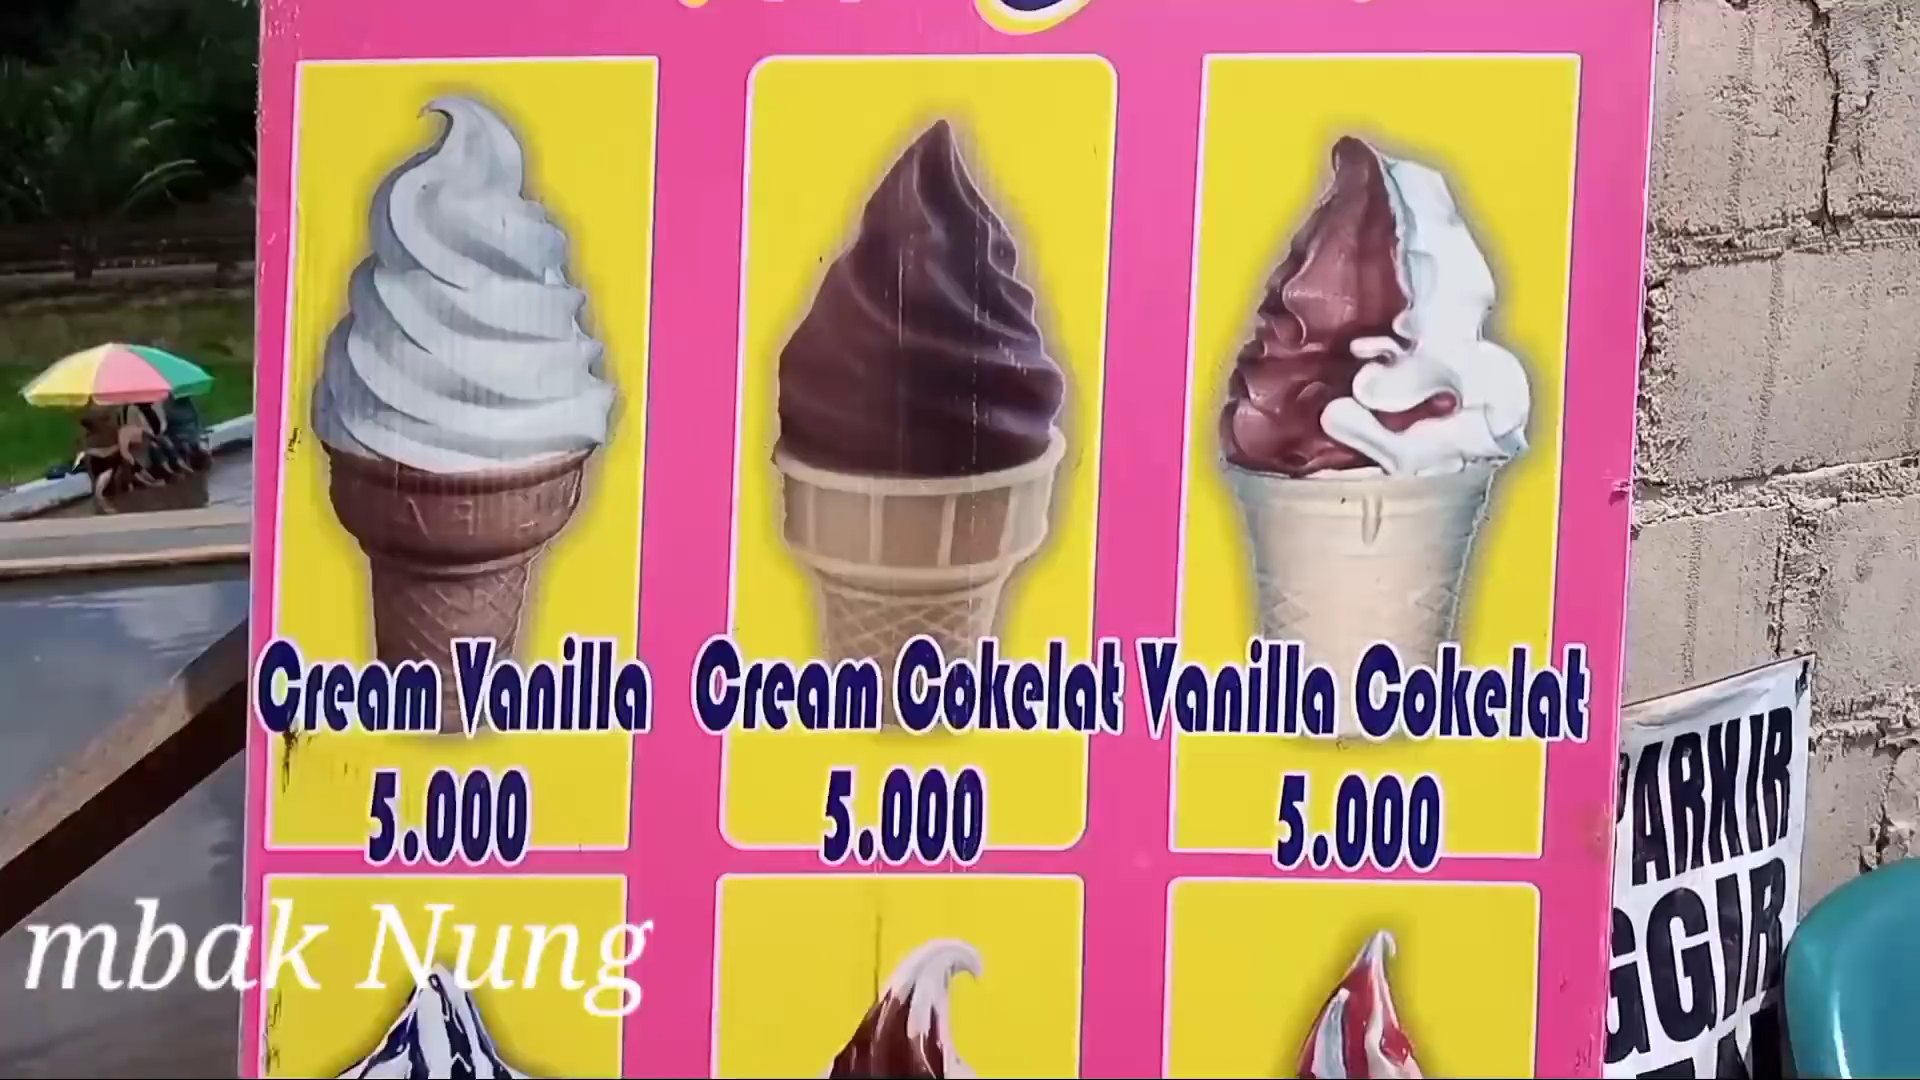 Cream Vanilla
5.000
Cream Cokelat
5.000
Vanilla Cokelat
5.000
PARKIR
mbak Nung